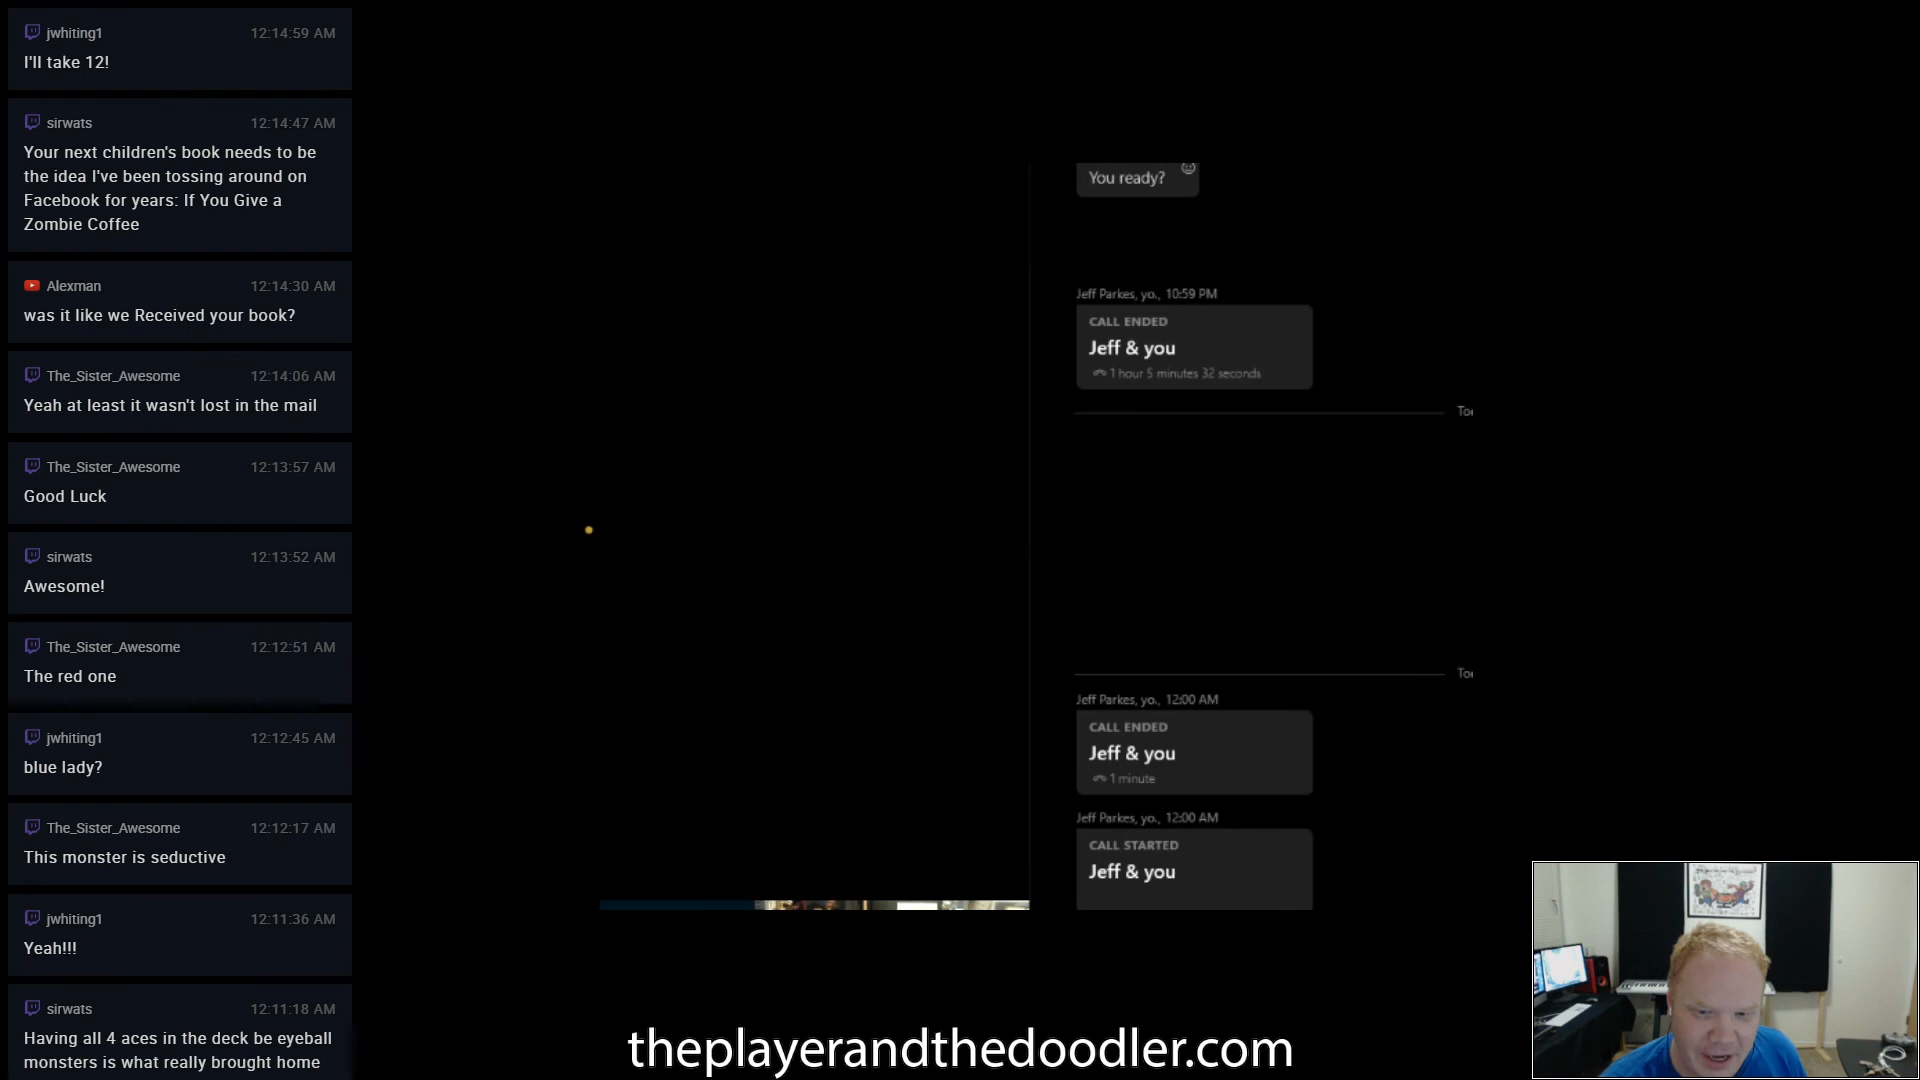 jwhiting1 12:14:59 AM
I'll take 12!
sirwats 12:14:47 AM
Your next children's book needs to be
the idea I've been tossing around on
Facebook for years: If You Give a
Zombie Coffee
Alexman 12:14:30 AM
was it like we Received your book?
The_Sister_Awesome 12:14:06 AM
Yeah at least it wasn't lost in the mail
The_Sister_Awesome 12:13:57 AM
Good Luck
sirwats 12:13:52 AM
Awesome!
The_Sister_Awesome 12:12:51 AM
The red one
jwhiting1 12:12:45 AM
blue lady?
The_Sister_Awesome 12:12:17 AM
This monster is seductive
jwhiting1 12:11:36 AM
Yeah!!!
sirwats 12:11:18 AM
Having all 4 aces in the deck be eyeball
monsters is what really brought home
You ready?
Jeff Parkes, yo., 10:59 PM
CALL ENDED
Jeff & you
1 hour 5 minutes 32 seconds
Jeff Parkes, yo., 12:00 AM
CALL ENDED
Jeff & you
1 minute
Jeff Parkes, yo., 12:00 AM
CALL STARTED
Jeff & you
theplayerandthedoodler.com